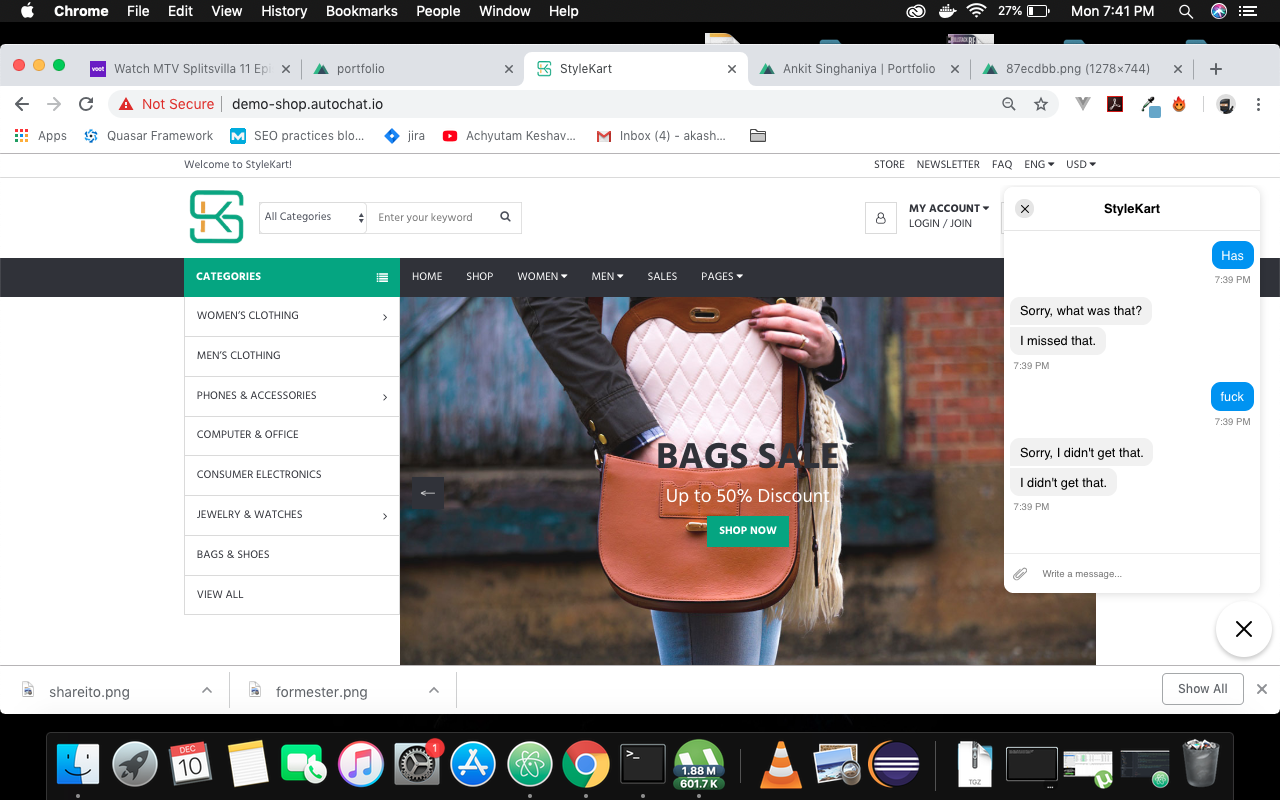 Chrome File Edit View History Bookmarks People Window Help 27% Mon 7:41 PM
voot Watch MTV Splitsvilla 11 Epi portfolio StyleKart Ankit Singhaniya | Portfolio 87ecdbb.png (1278×744)
Not Secure demo-shop.autochat.io
Apps Quasar Framework SEO practices blo... jira Achyutam Keshav... Inbox (4) - akash...
Welcome to StyleKart! STORE NEWSLETTER FAQ ENG USD
All Categories Enter your keyword MY ACCOUNT
LOGIN / JOIN
CATEGORIES HOME SHOP WOMEN MEN SALES PAGES
WOMEN'S CLOTHING
MEN'S CLOTHING
PHONES & ACCESSORIES
COMPUTER & OFFICE
CONSUMER ELECTRONICS
JEWELRY & WATCHES
BAGS & SHOES
VIEW ALL
BAGS SALE
Up to 50% Discount
SHOP NOW
StyleKart
Has
7:39 PM
Sorry, what was that?
I missed that.
7:39 PM
fuck
7:39 PM
Sorry, I didn't get that.
I didn't get that.
7:39 PM
Write a message...
shareito.png formester.png Show All
DEC
10
1
1.88 M
601.7 K
TGZ